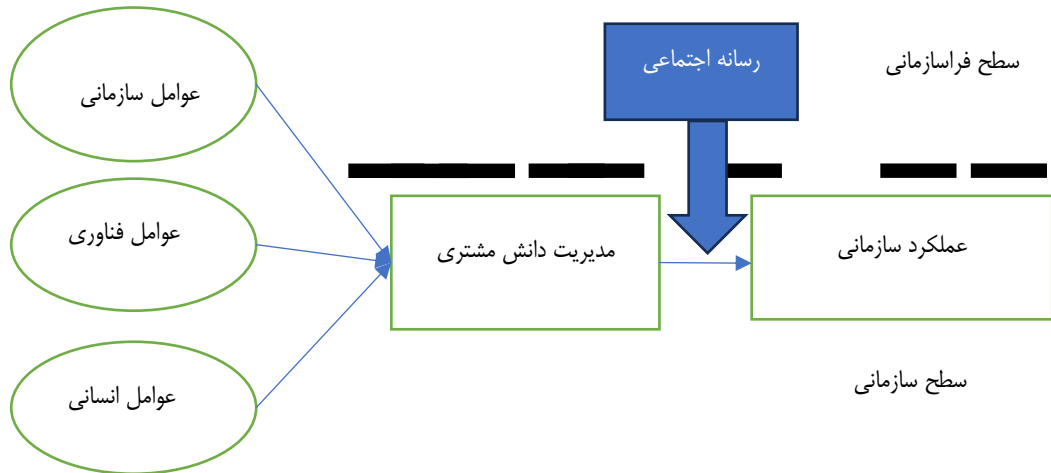 رسانه اجتماعی
سطح فراسازمانی
عوامل سازمانی
عوامل فناوری
مدیریت دانش مشتری
عملکرد سازمانی
عوامل انسانی
سطح سازمانی